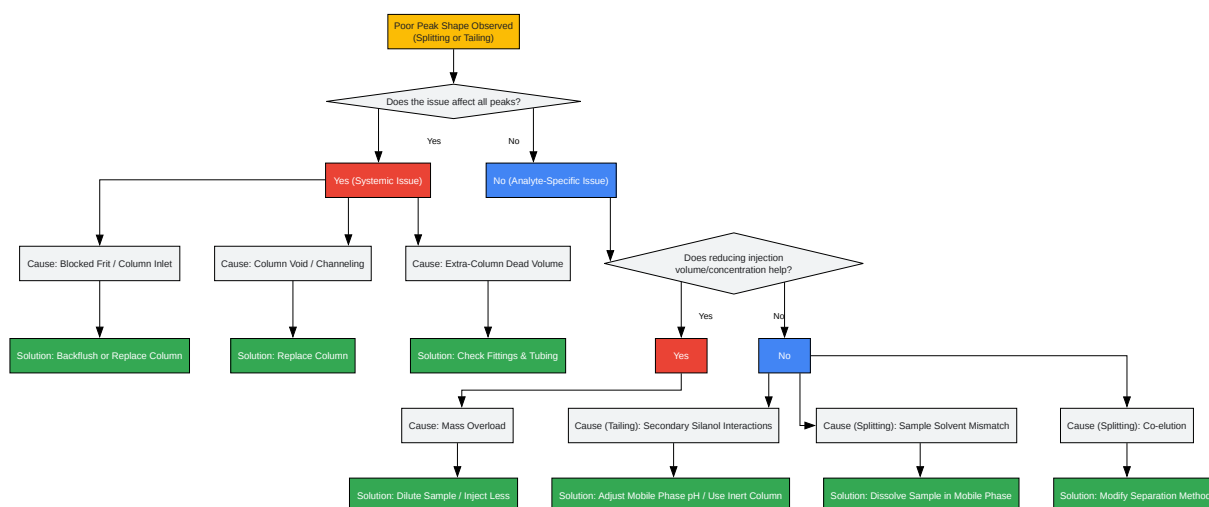 Poor Peak Shape Observed
(Splitting or Tailing)
Does the issue affect all peaks?
Yes
No
Yes (Systemic Issue)
No (Analyte-Specific Issue)
Cause: Blocked Frit / Column Inlet
Cause: Column Void / Channeling
Cause: Extra-Column Dead Volume
Does reducing injection
volume/concentration help?
Yes
No
Solution: Backflush or Replace Column
Solution: Replace Column
Solution: Check Fittings & Tubing
Yes
No
Cause: Mass Overload
Cause (Tailing): Secondary Silanol Interactions
Cause (Splitting): Sample Solvent Mismatch
Cause (Splitting): Co-elution
Solution: Dilute Sample / Inject Less
Solution: Adjust Mobile Phase pH / Use Inert Column
Solution: Dissolve Sample in Mobile Phase
Solution: Modify Separation Method